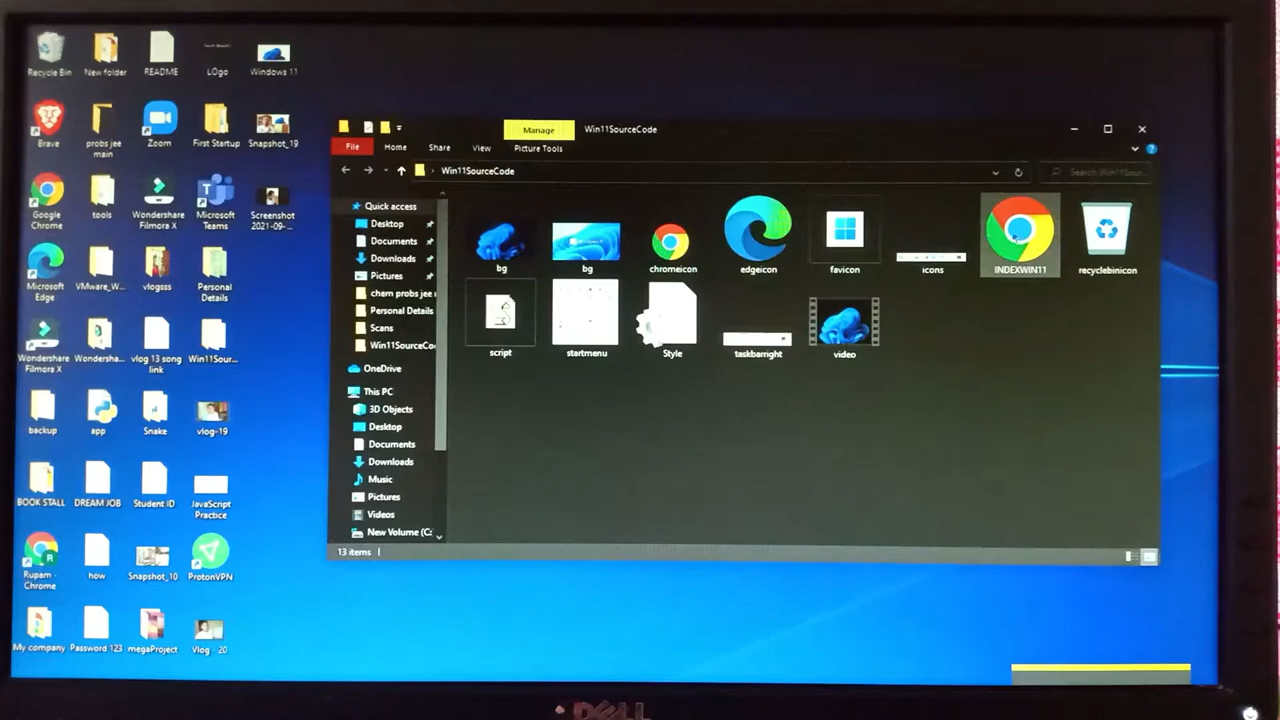 Recycle Bin
New folder
README
LOgo
Windows 11
Brave
probs jee
main
Zoom
First Startup
Snapshot_19
Google
Chrome
tools
Wondershare
Filmora X
Microsoft
Teams
Screenshot
2021-09-...
Microsoft
Edge
VMware_W...
vlogsss
Personal
Details
Wondershare
Filmora X
Wondersha...
vlog 13 song
link
Win11Sour...
backup
app
Snake
vlog-19
BOOK STALL
DREAM JOB
Student ID
JavaScript
Practice
Rupam -
Chrome
how
Snapshot_10
ProtonVPN
My company
Password 123
megaProject
Vlog - 20
Manage
Win11SourceCode
File
Home
Share
View
Picture Tools
Win11SourceCode
Search Win11Sour...
Quick access
Desktop
Documents
Downloads
Pictures
chem probs jee
Personal Details
Scans
Win11SourceCo
OneDrive
This PC
3D Objects
Desktop
Documents
Downloads
Music
Pictures
Videos
New Volume (C:
bg
bg
chromeicon
edgeicon
favicon
icons
INDEXWIN11
recyclebinicon
script
startmenu
Style
taskbarright
video
13 items
DELL